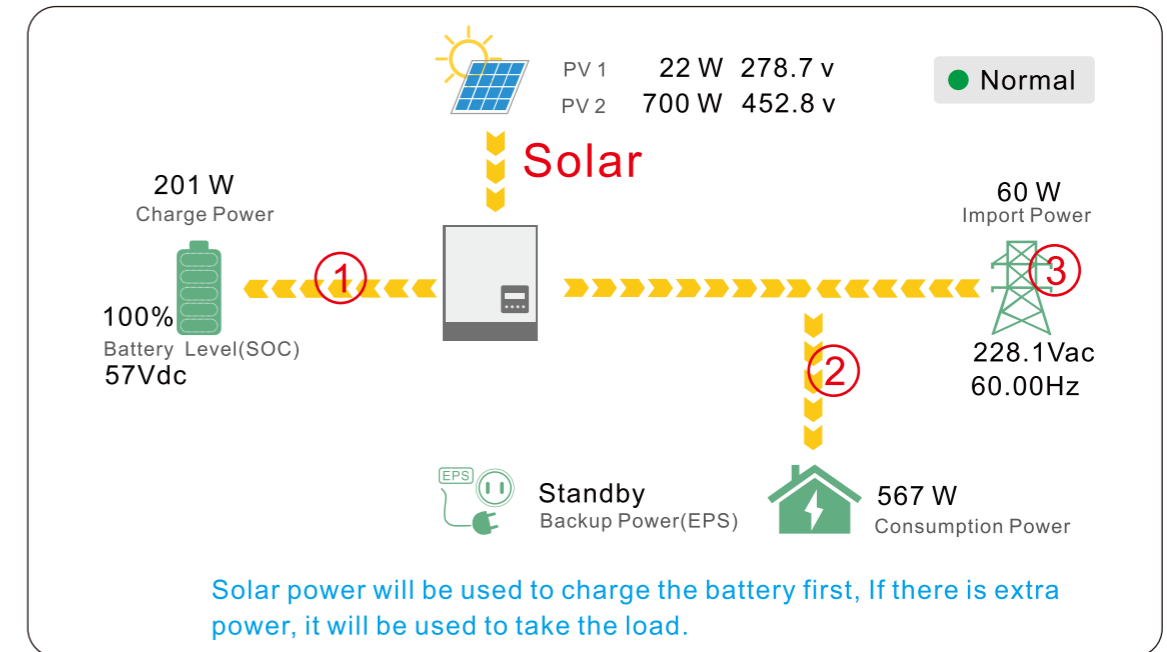 PV 1 22 W 278.7 v
PV 2 700 W 452.8 v
Normal
Solar
201 W
Charge Power
60 W
Import Power
1
3
100%
Battery Level(SOC)
57Vdc
228.1Vac
60.00Hz
2
EPS
Standby
Backup Power(EPS)
567 W
Consumption Power
Solar power will be used to charge the battery first, If there is extra
power, it will be used to take the load.